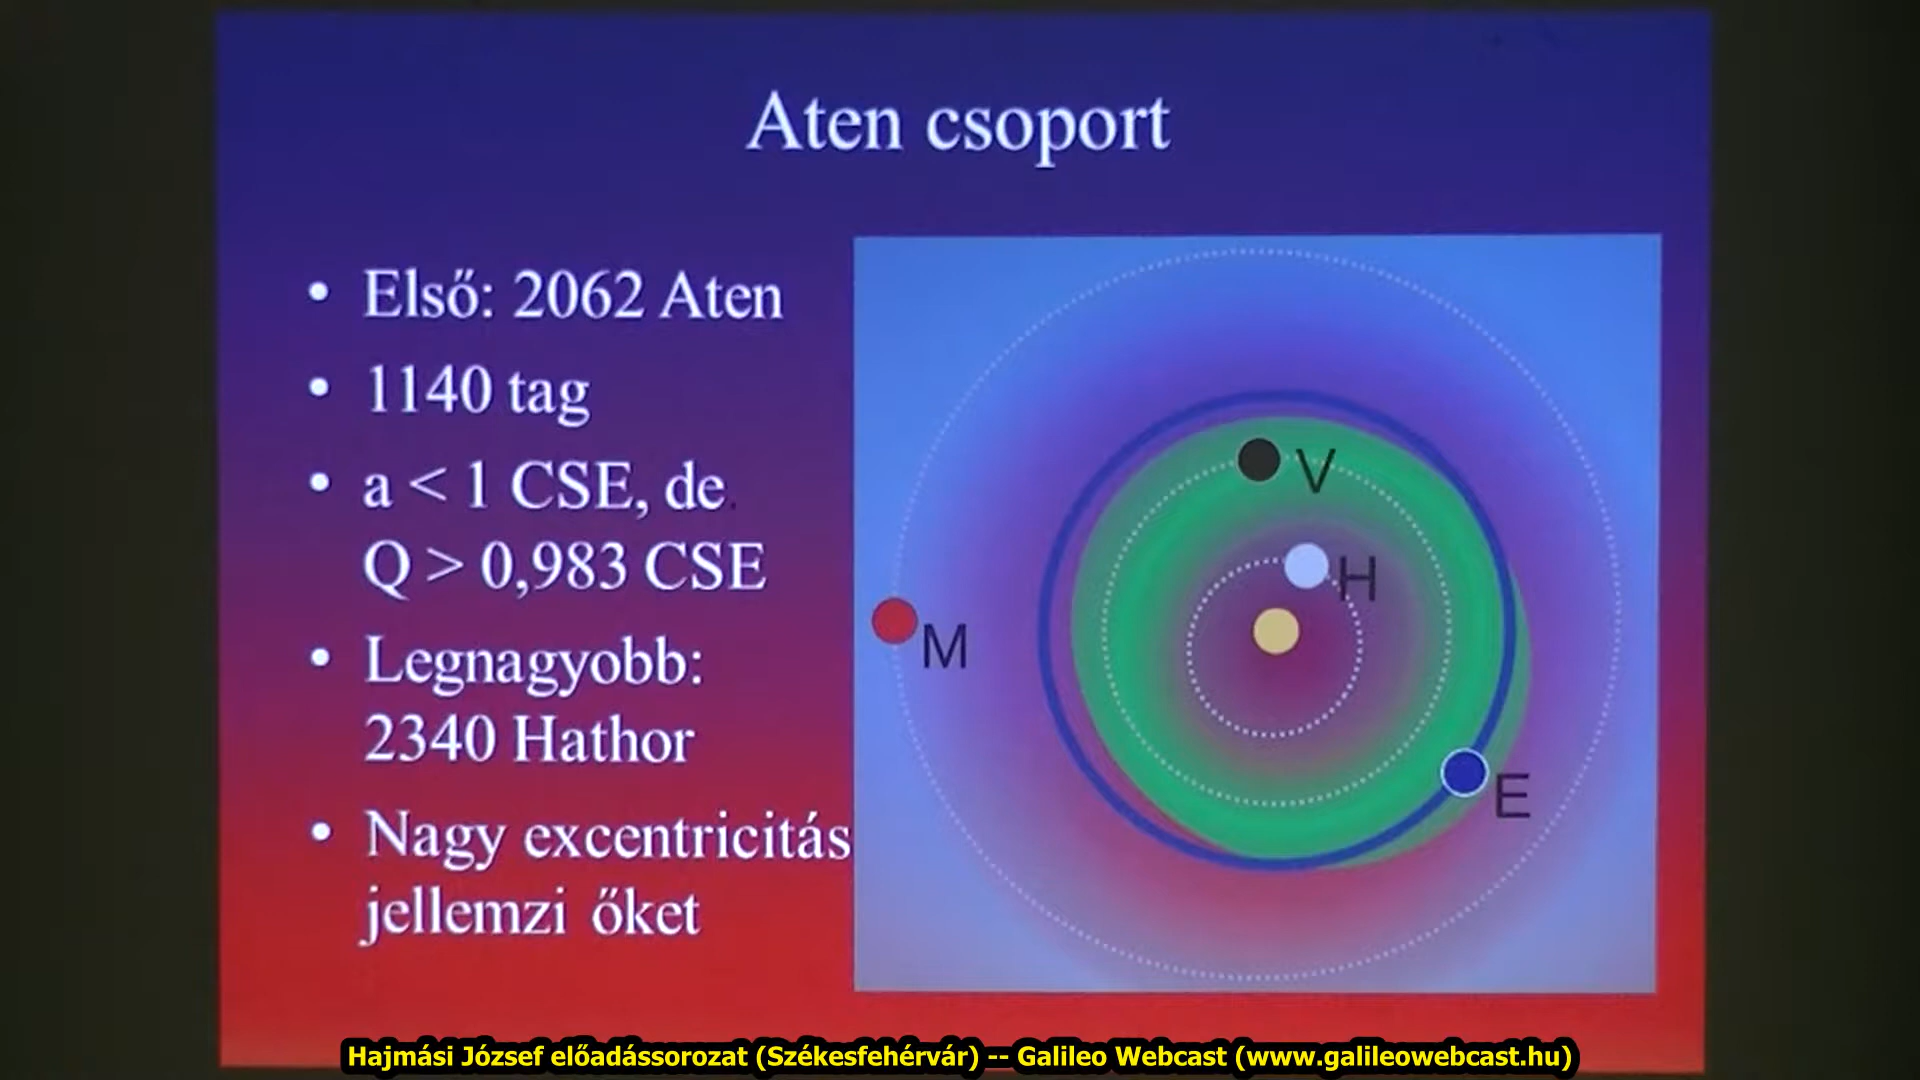 Aten csoport
• Első: 2062 Aten
• 1140 tag
• a < 1 CSE, de
Q > 0,983 CSE
• Legnagyobb:
2340 Hathor
• Nagy excentricitás
jellemzi őket
V
H
M
E
Hajmási József előadássorozat (Székesfehérvár) -- Galileo Webcast (www.galileowebcast.hu)